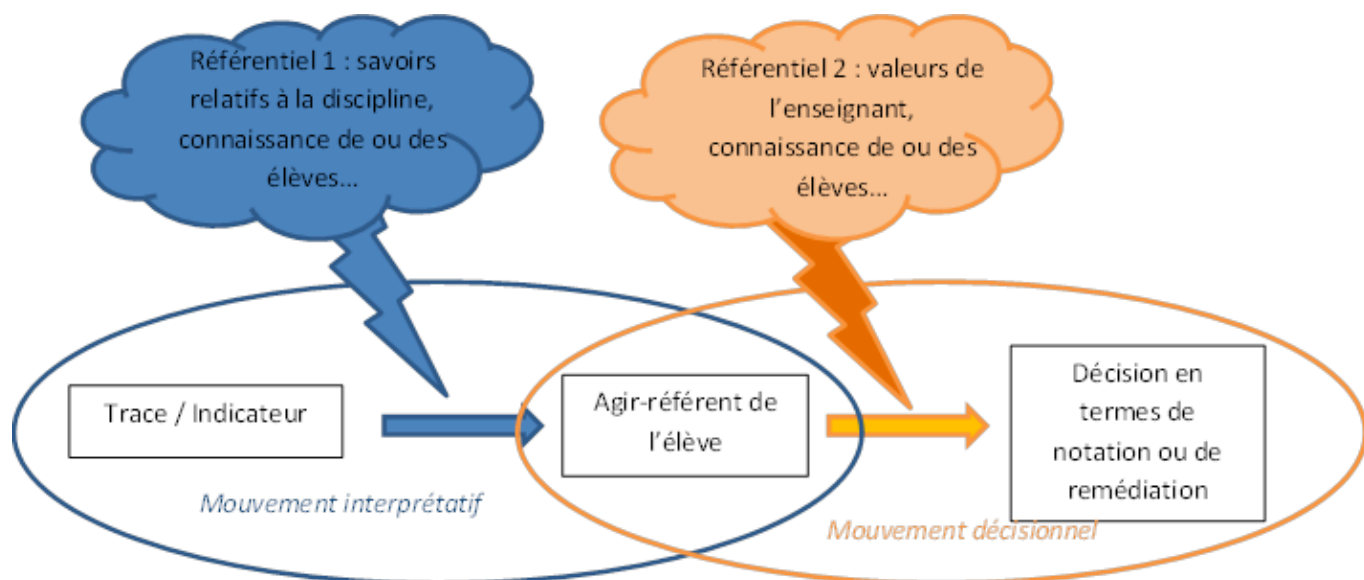 Référentiel 1 : savoirs
relatifs à la discipline,
connaissance de ou des
élèves...
Référentiel 2 : valeurs de
l'enseignant,
connaissance de ou des
élèves...
Trace / Indicateur
Agir-référent de
l'élève
Décision en
termes de
notation ou de
remédiation
Mouvement interprétatif
Mouvement décisionnel